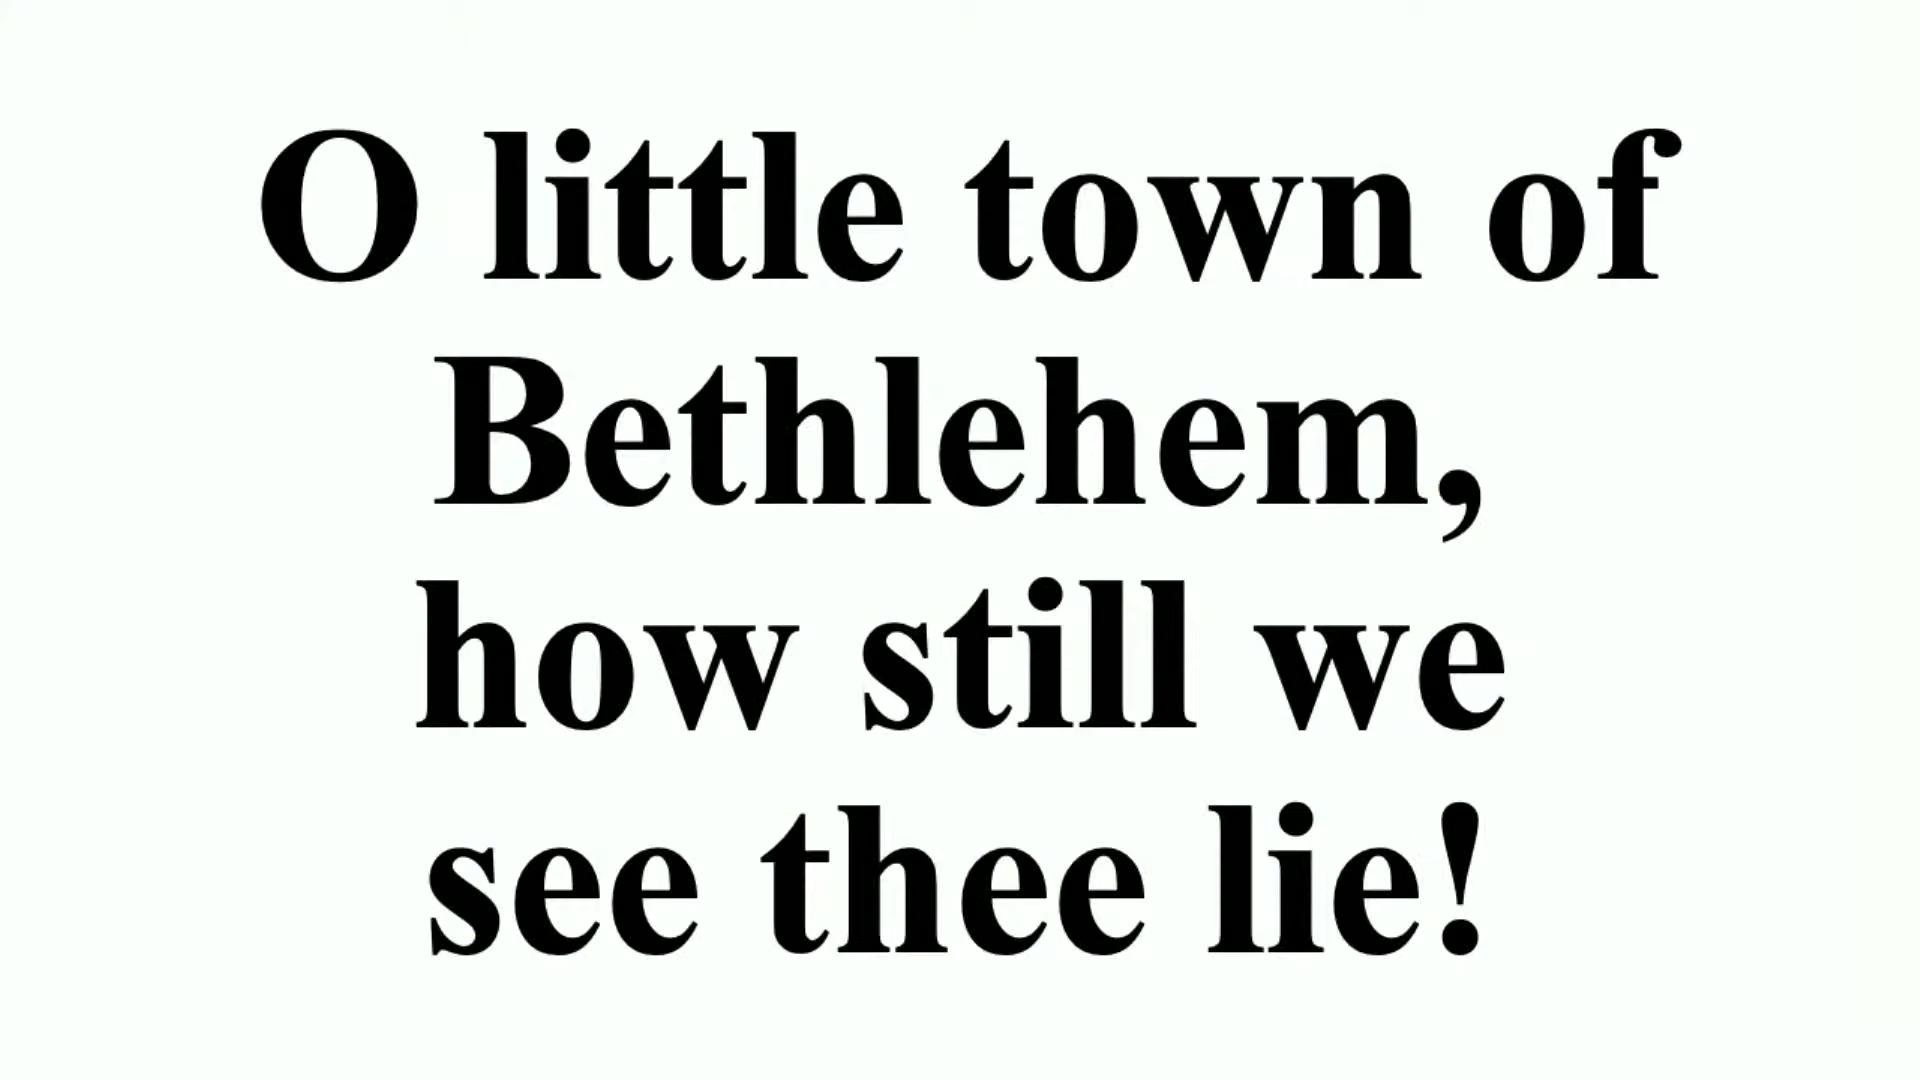 O little town of
Bethlehem,
how still we
see thee lie!